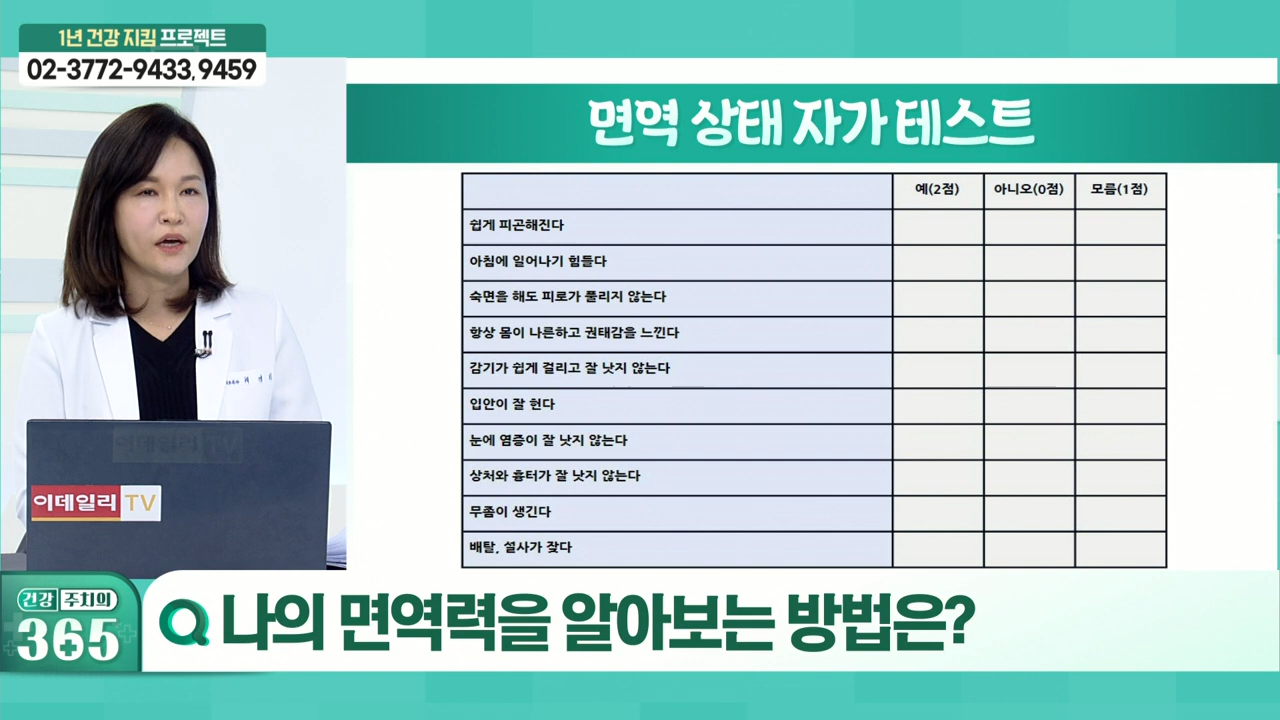 1년 건강 지킴 프로젝트
02-3772-9433, 9459
면역 상태 자가 테스트
예(2점) 아니오(0점) 모름(1점)
쉽게 피곤해진다
아침에 일어나기 힘들다
숙면을 해도 피로가 풀리지 않는다
항상 몸이 나른하고 권태감을 느낀다
감기가 쉽게 걸리고 잘 낫지 않는다
입안이 잘 헌다
눈에 염증이 잘 낫지 않는다
상처와 흉터가 잘 낫지 않는다
무좀이 생긴다
배탈, 설사가 잦다
이데일리 TV
이데일리 TV
건강 주치의
365
Q 나의 면역력을 알아보는 방법은?